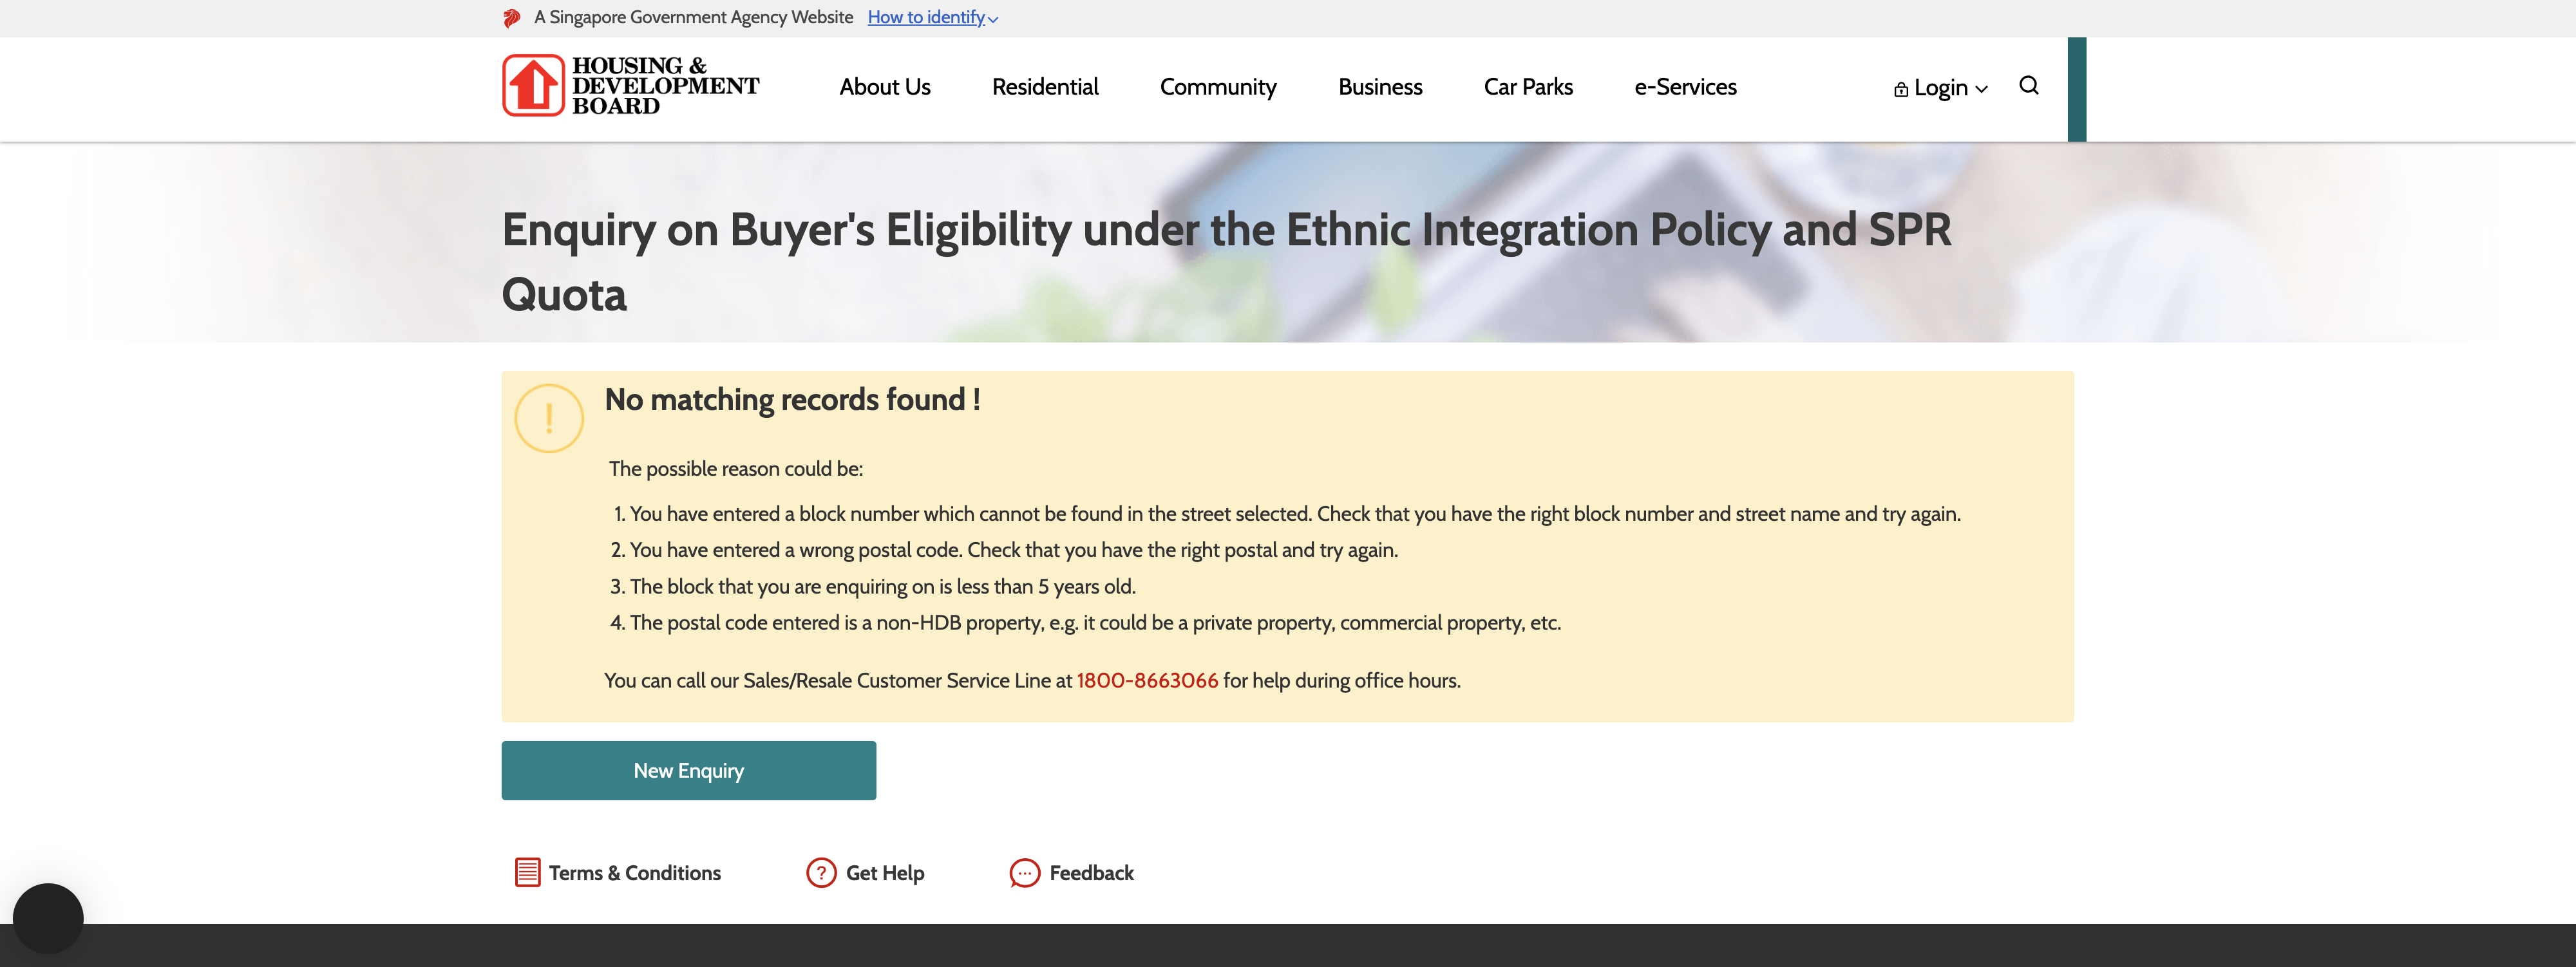 A Singapore Government Agency Website How to identify
HOUSING &
DEVELOPMENT
BOARD
About Us Residential Community Business Car Parks e-Services Login
Enquiry on Buyer's Eligibility under the Ethnic Integration Policy and SPR
Quota
! No matching records found !
The possible reason could be:
1. You have entered a block number which cannot be found in the street selected. Check that you have the right block number and street name and try again.
2. You have entered a wrong postal code. Check that you have the right postal and try again.
3. The block that you are enquiring on is less than 5 years old.
4. The postal code entered is a non-HDB property, e.g. it could be a private property, commercial property, etc.
You can call our Sales/Resale Customer Service Line at 1800-8663066 for help during office hours.
New Enquiry
Terms & Conditions ? Get Help Feedback